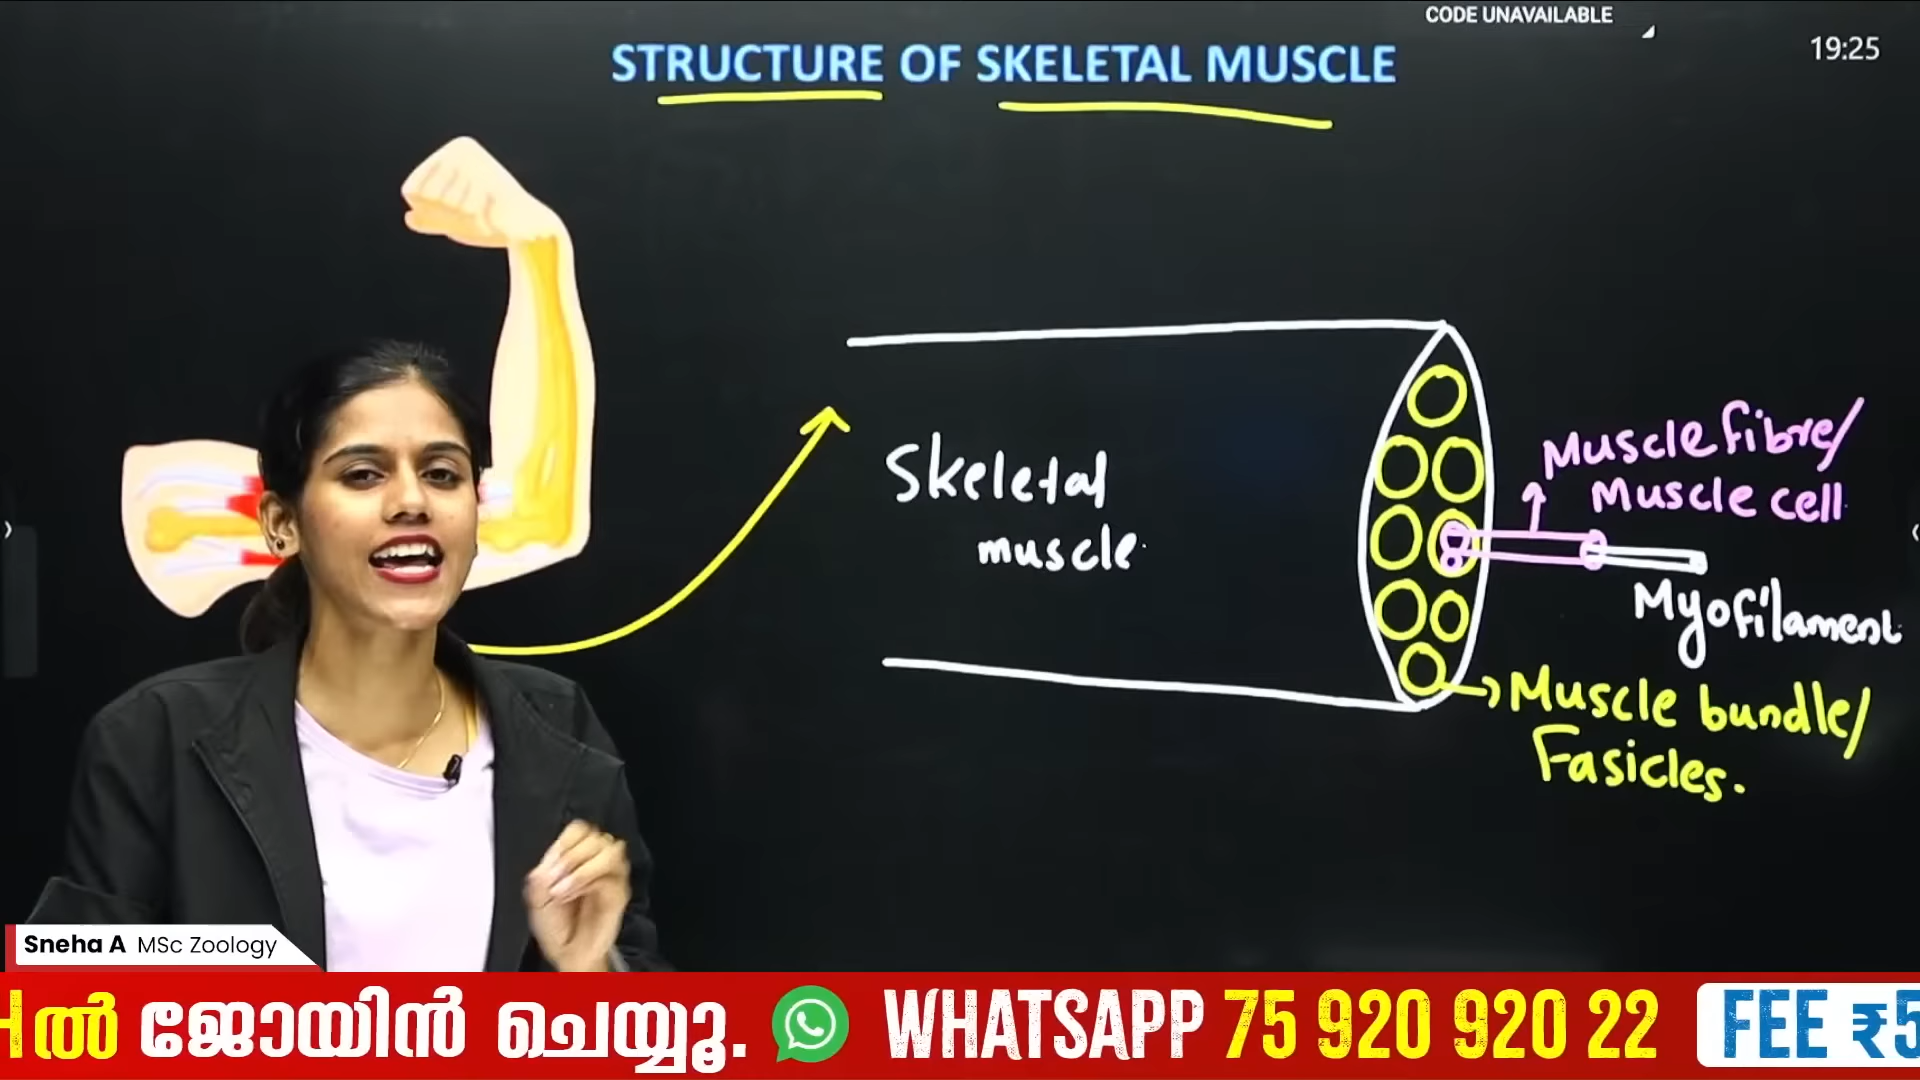 CODE UNAVAILABLE
19:25
STRUCTURE OF SKELETAL MUSCLE
Skeletal
muscle
Muscle fibre/
Muscle cell
Myofilament
Muscle bundle/
Fasicles.
Sneha A MSc Zoology
ൽ ജോയിൻ ചെയ്യൂ. WHATSAPP 75 920 920 22 FEE ₹5